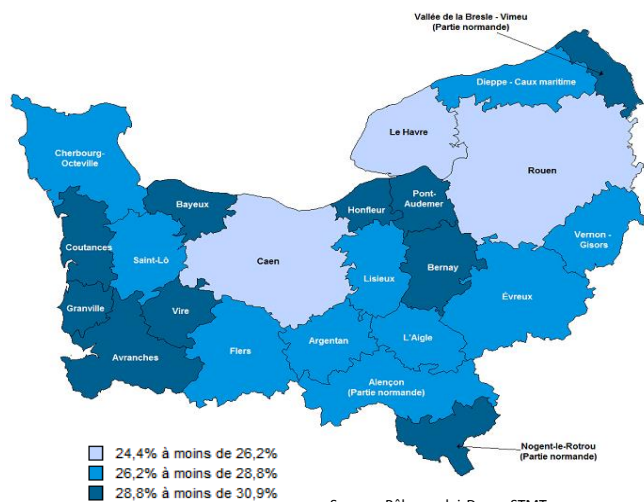 Vallée de la Bresle - Vimeu
(Partie normande)
Dieppe - Caux maritime
Le Havre
Rouen
Cherbourg-
Octeville
Bayeux
Honfleur
Pont-
Audemer
Vernon -
Gisors
Coutances
Saint-Lô
Caen
Lisieux
Bernay
Évreux
Granville
Vire
Avranches
Flers
Argentan
L'Aigle
Alençon
(Partie normande)
Nogent-le-Rotrou
(Partie normande)
24,4% à moins de 26,2%
26,2% à moins de 28,8%
28,8% à moins de 30,9%